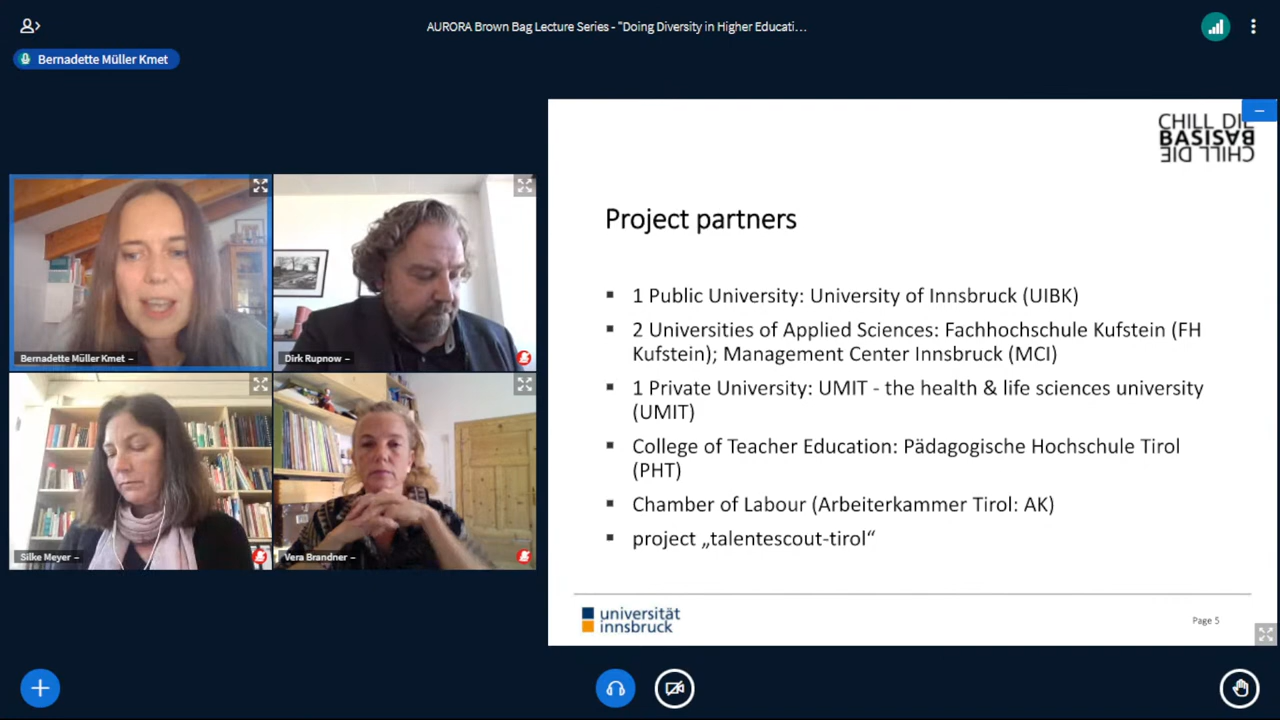 AURORA Brown Bag Lecture Series - "Doing Diversity in Higher Educati…
Bernadette Müller Kmet
Bernadette Müller Kmet
Dirk Rupnow
Silke Meyer
Vera Brandner
CHILL DIE
BASISBASIS
CHILL DIE
Project partners
▪ 1 Public University: University of Innsbruck (UIBK)
▪ 2 Universities of Applied Sciences: Fachhochschule Kufstein (FH
Kufstein); Management Center Innsbruck (MCI)
▪ 1 Private University: UMIT - the health & life sciences university
(UMIT)
▪ College of Teacher Education: Pädagogische Hochschule Tirol
(PHT)
▪ Chamber of Labour (Arbeiterkammer Tirol: AK)
▪ project „talentescout-tirol“
universität
innsbruck
Page 5